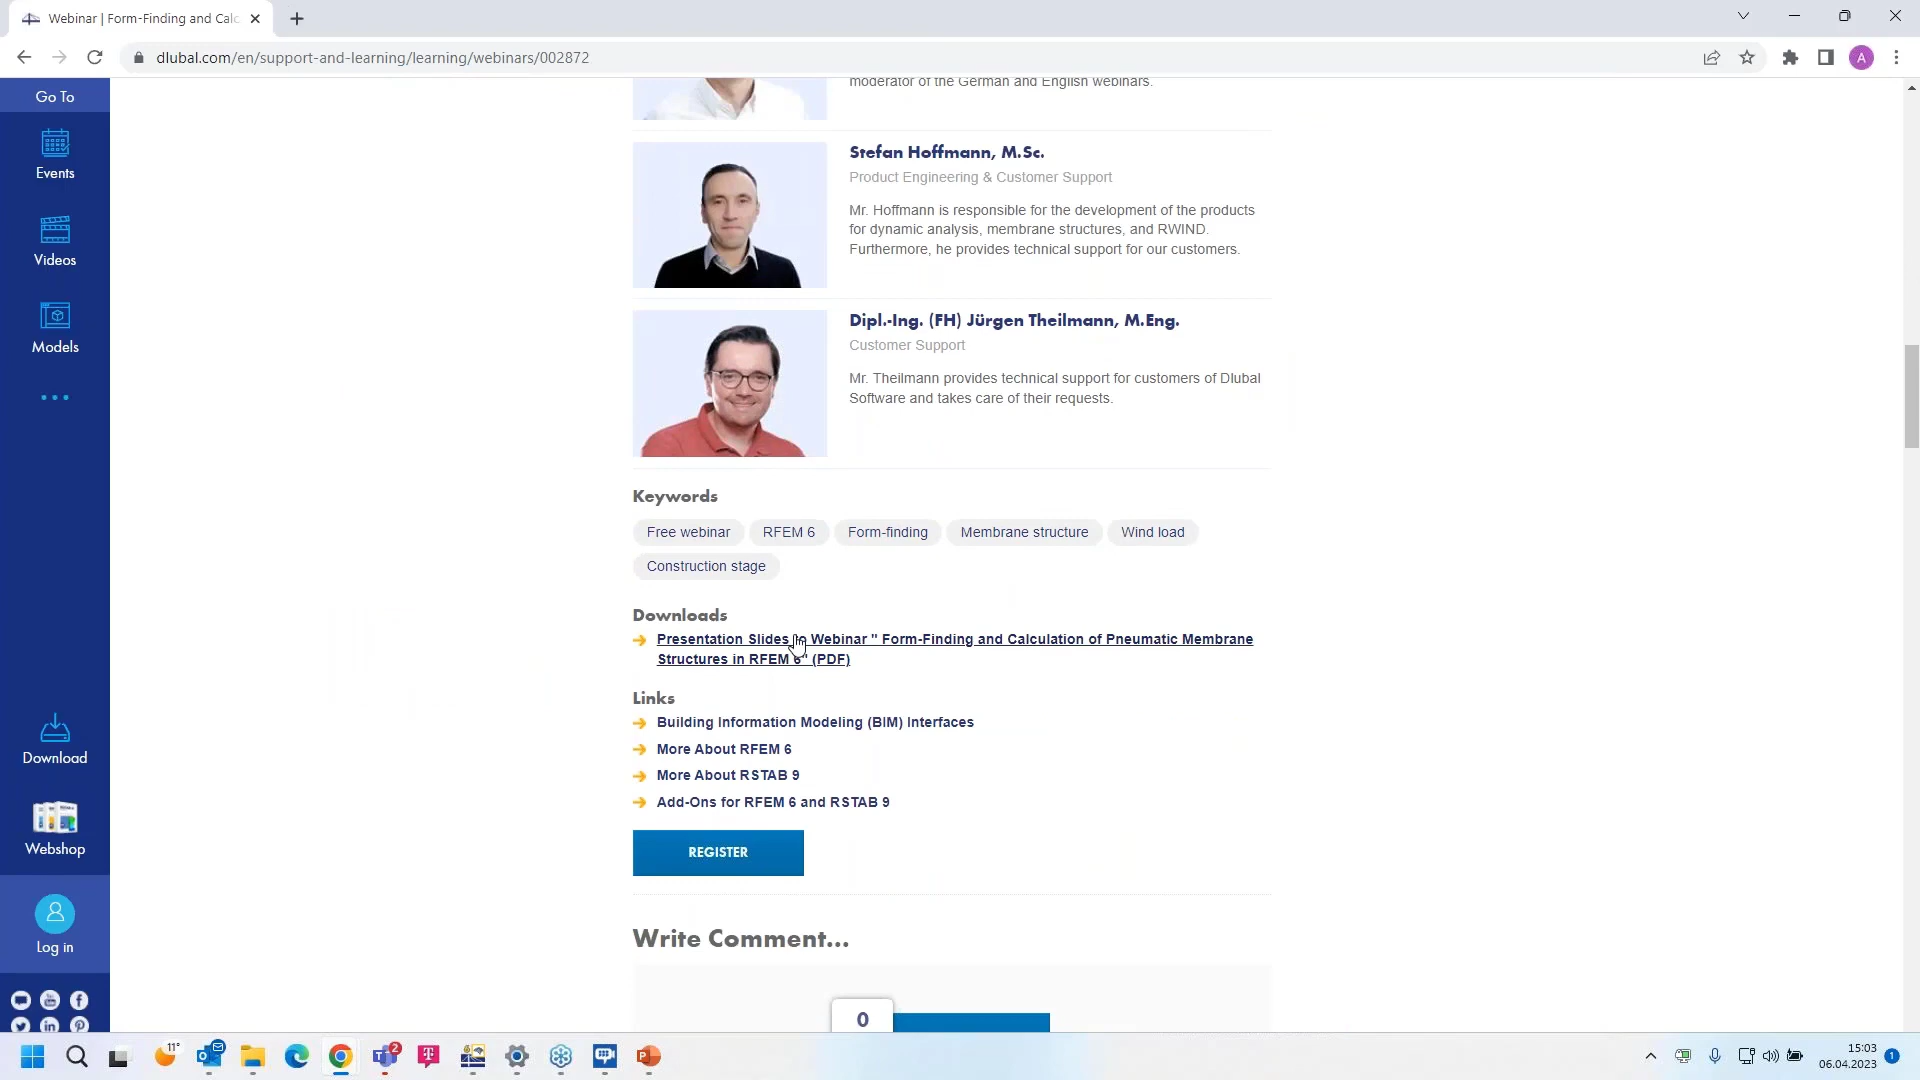 Webinar | Form-Finding and Calc
dlubal.com/en/support-and-learning/learning/webinars/002872
A
Go To
Events
Videos
Models
Download
Webshop
Log in
moderator of the German and English webinars.
Stefan Hoffmann, M.Sc.
Product Engineering & Customer Support
Mr. Hoffmann is responsible for the development of the products
for dynamic analysis, membrane structures, and RWIND.
Furthermore, he provides technical support for our customers.
Dipl.-Ing. (FH) Jürgen Theilmann, M.Eng.
Customer Support
Mr. Theilmann provides technical support for customers of Dlubal
Software and takes care of their requests.
Keywords
Free webinar RFEM 6 Form-finding Membrane structure Wind load
Construction stage
Downloads
Presentation Slides to Webinar " Form-Finding and Calculation of Pneumatic Membrane
Structures in RFEM 6" (PDF)
Links
Building Information Modeling (BIM) Interfaces
More About RFEM 6
More About RSTAB 9
Add-Ons for RFEM 6 and RSTAB 9
REGISTER
Write Comment...
0
11°
2
15:03
06.04.2023
1